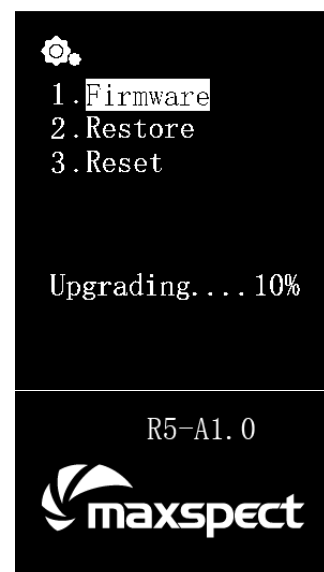 1.Firmware
2.Restore
3.Reset
Upgrading....10%
R5-A1.0
maxspect